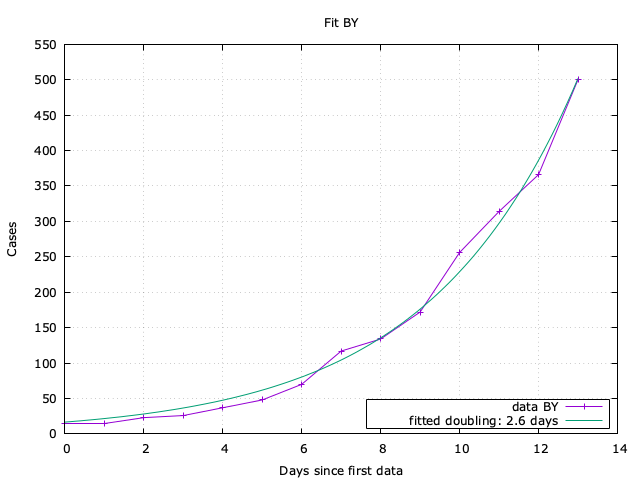 Fit BY
550
500
450
400
350
300
250
200
150
100
50
0
Cases
data BY
fitted doubling: 2.6 days
0 2 4 6 8 10 12 14
Days since first data